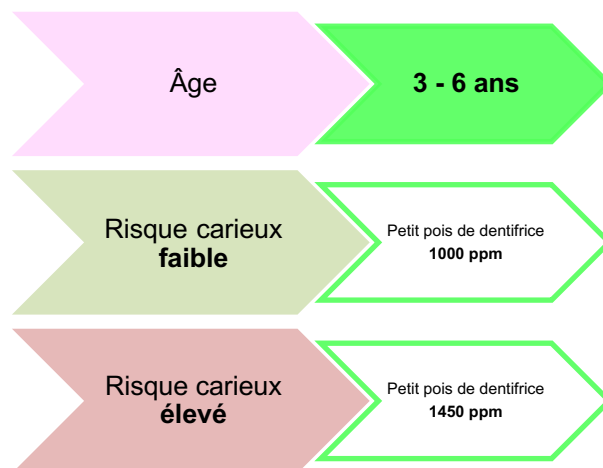 Âge
3 - 6 ans
Risque carieux
faible
Petit pois de dentifrice
1000 ppm
Risque carieux
élevé
Petit pois de dentifrice
1450 ppm